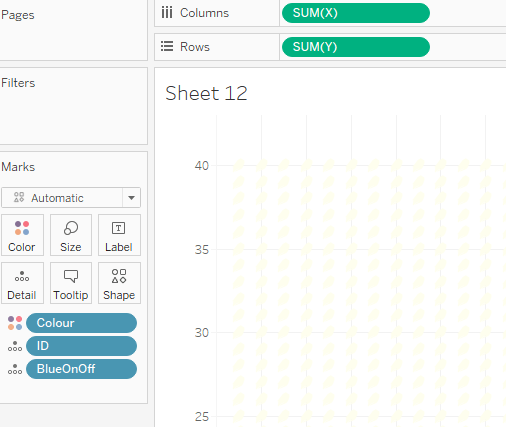 Pages
Columns SUM(X)
Rows SUM(Y)
Filters
Sheet 12
Marks
Automatic
Color Size Label
Detail Tooltip Shape
Colour
ID
BlueOnOff
40
35
30
25